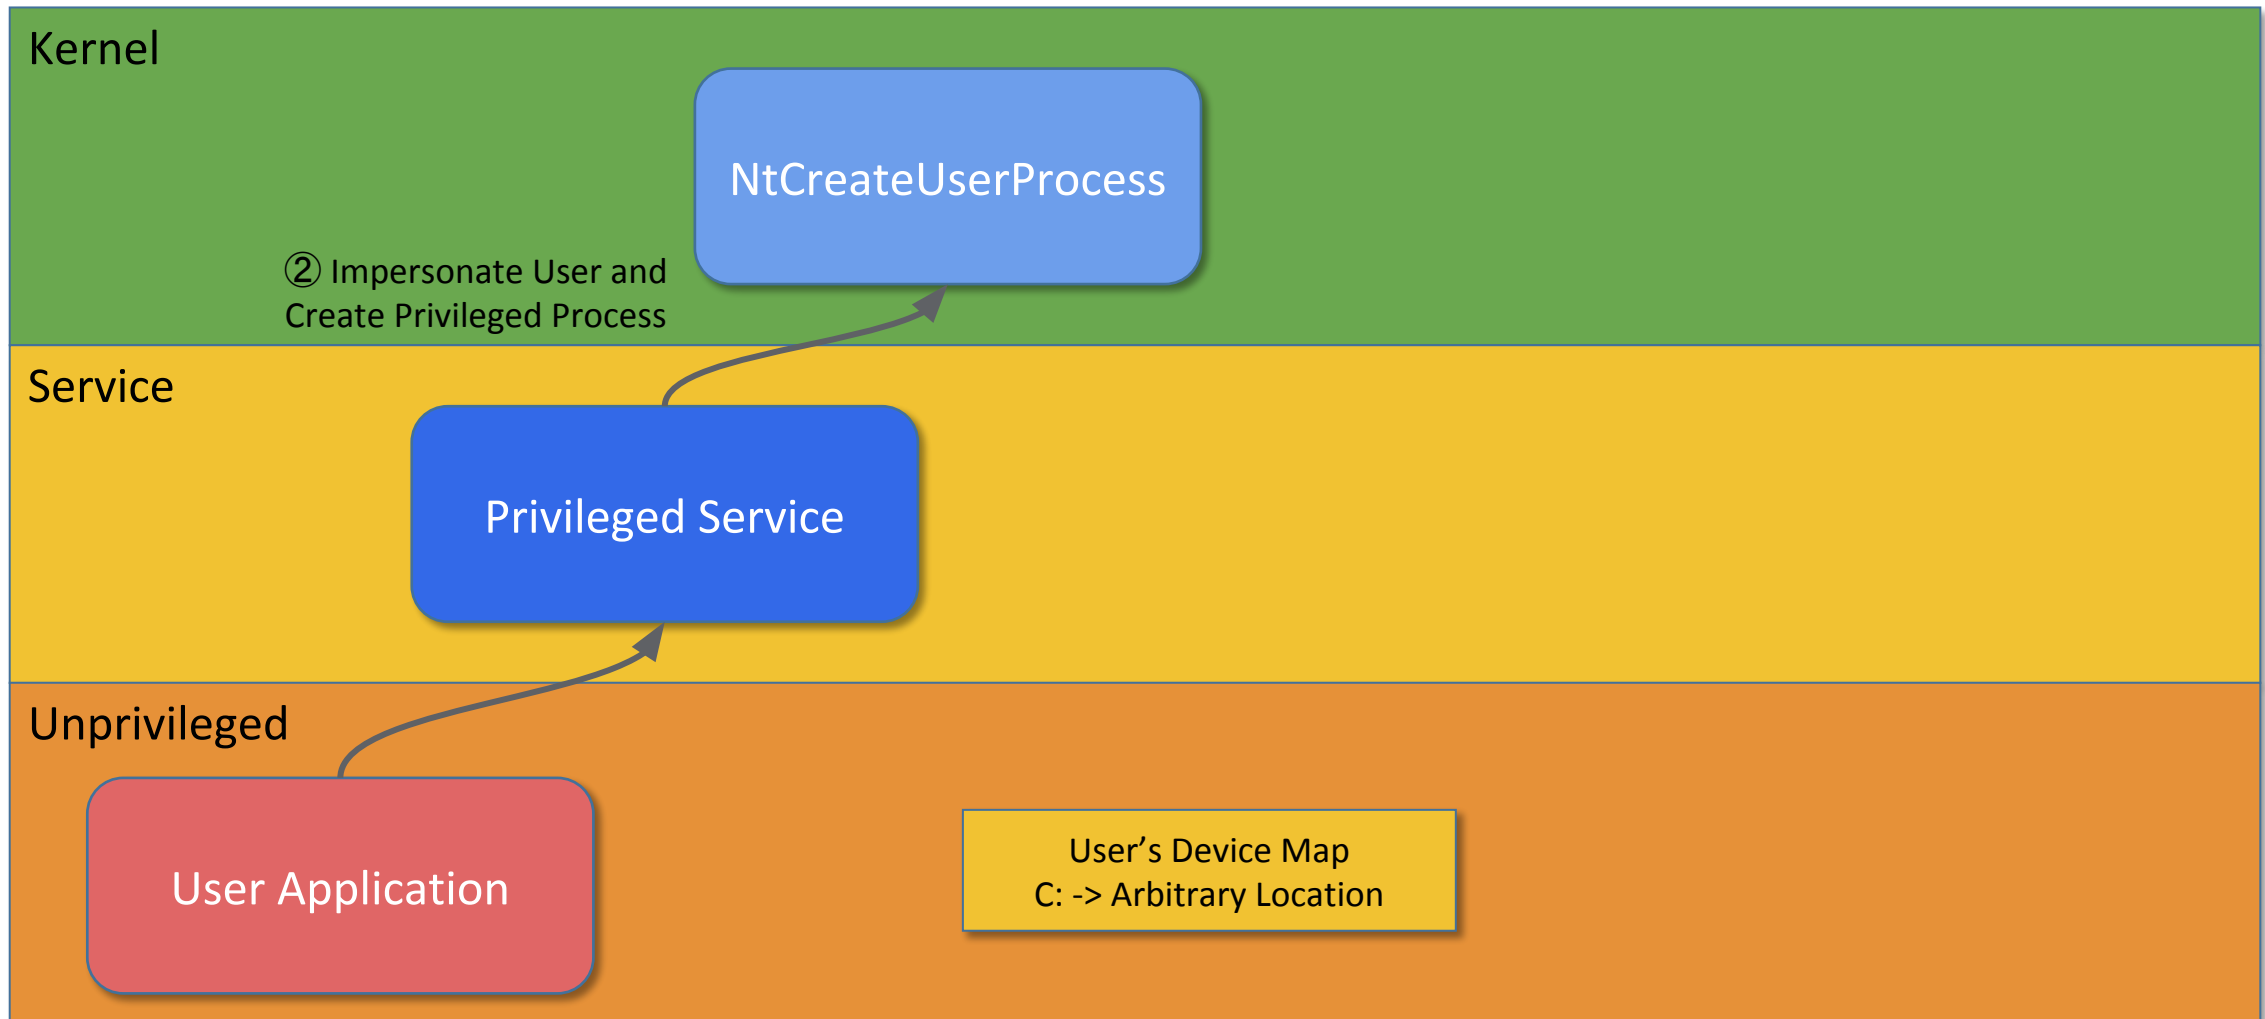 Kernel
NtCreateUserProcess
② Impersonate User and
Create Privileged Process
Service
Privileged Service
Unprivileged
User Application
User’s Device Map
C: -> Arbitrary Location